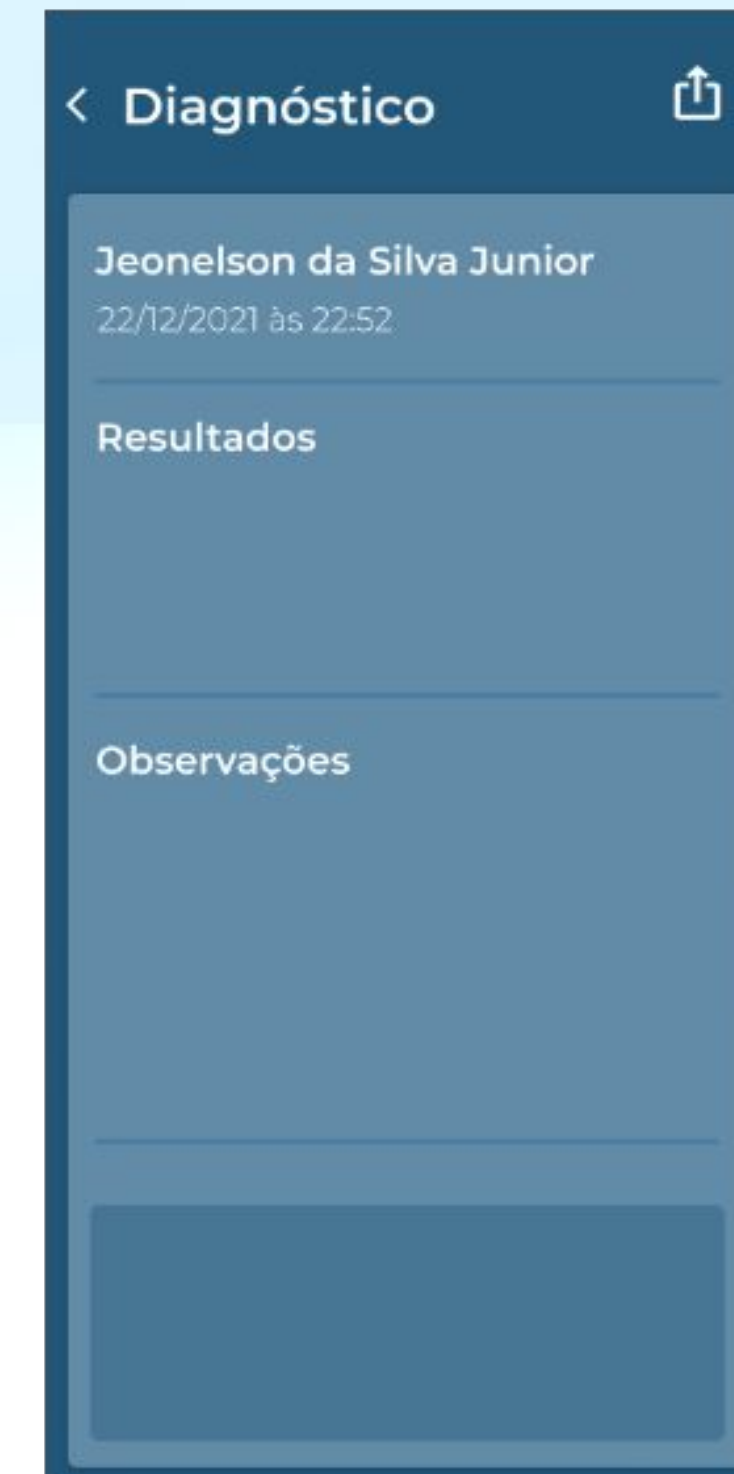 Diagnóstico
Jeonelson da Silva Junior
22/12/2021 às 22:52
Resultados
Observações